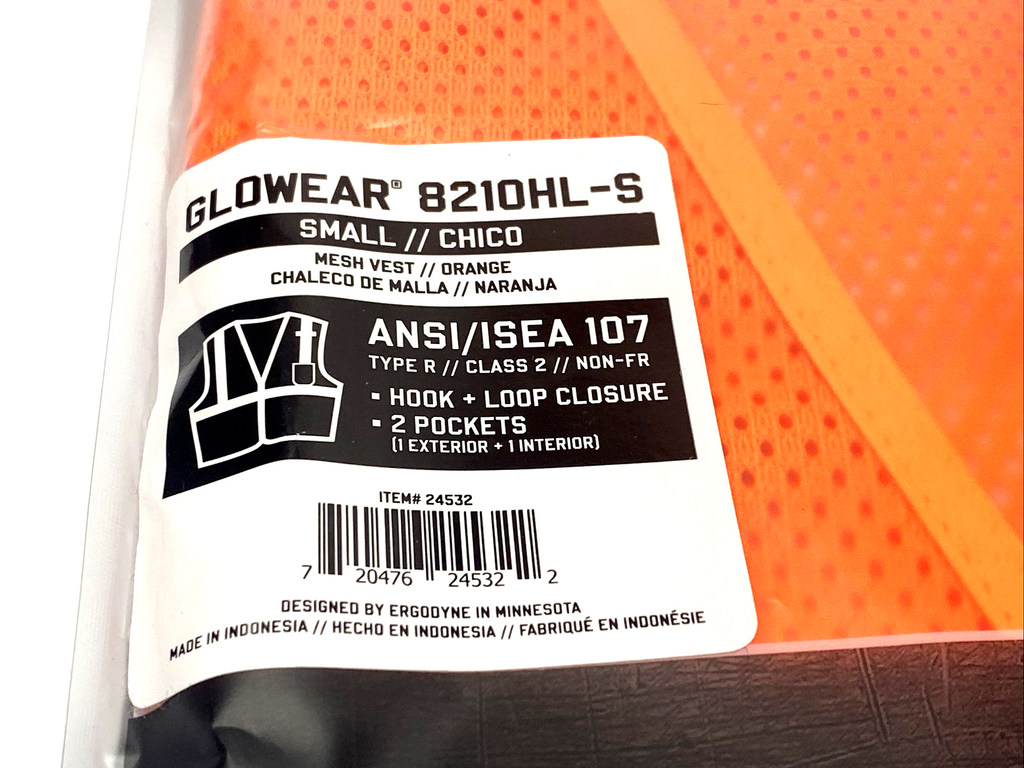 GLOWEAR® 8210HL-S
SMALL // CHICO
MESH VEST // ORANGE
CHALECO DE MALLA // NARANJA
ANSI/ISEA 107
TYPE R // CLASS 2 // NON-FR
▪ HOOK + LOOP CLOSURE
▪ 2 POCKETS
(1 EXTERIOR + 1 INTERIOR)
ITEM# 24532
7 20476 24532 2
DESIGNED BY ERGODYNE IN MINNESOTA
MADE IN INDONESIA // HECHO EN INDONESIA // FABRIQUÉ EN INDONÉSIE